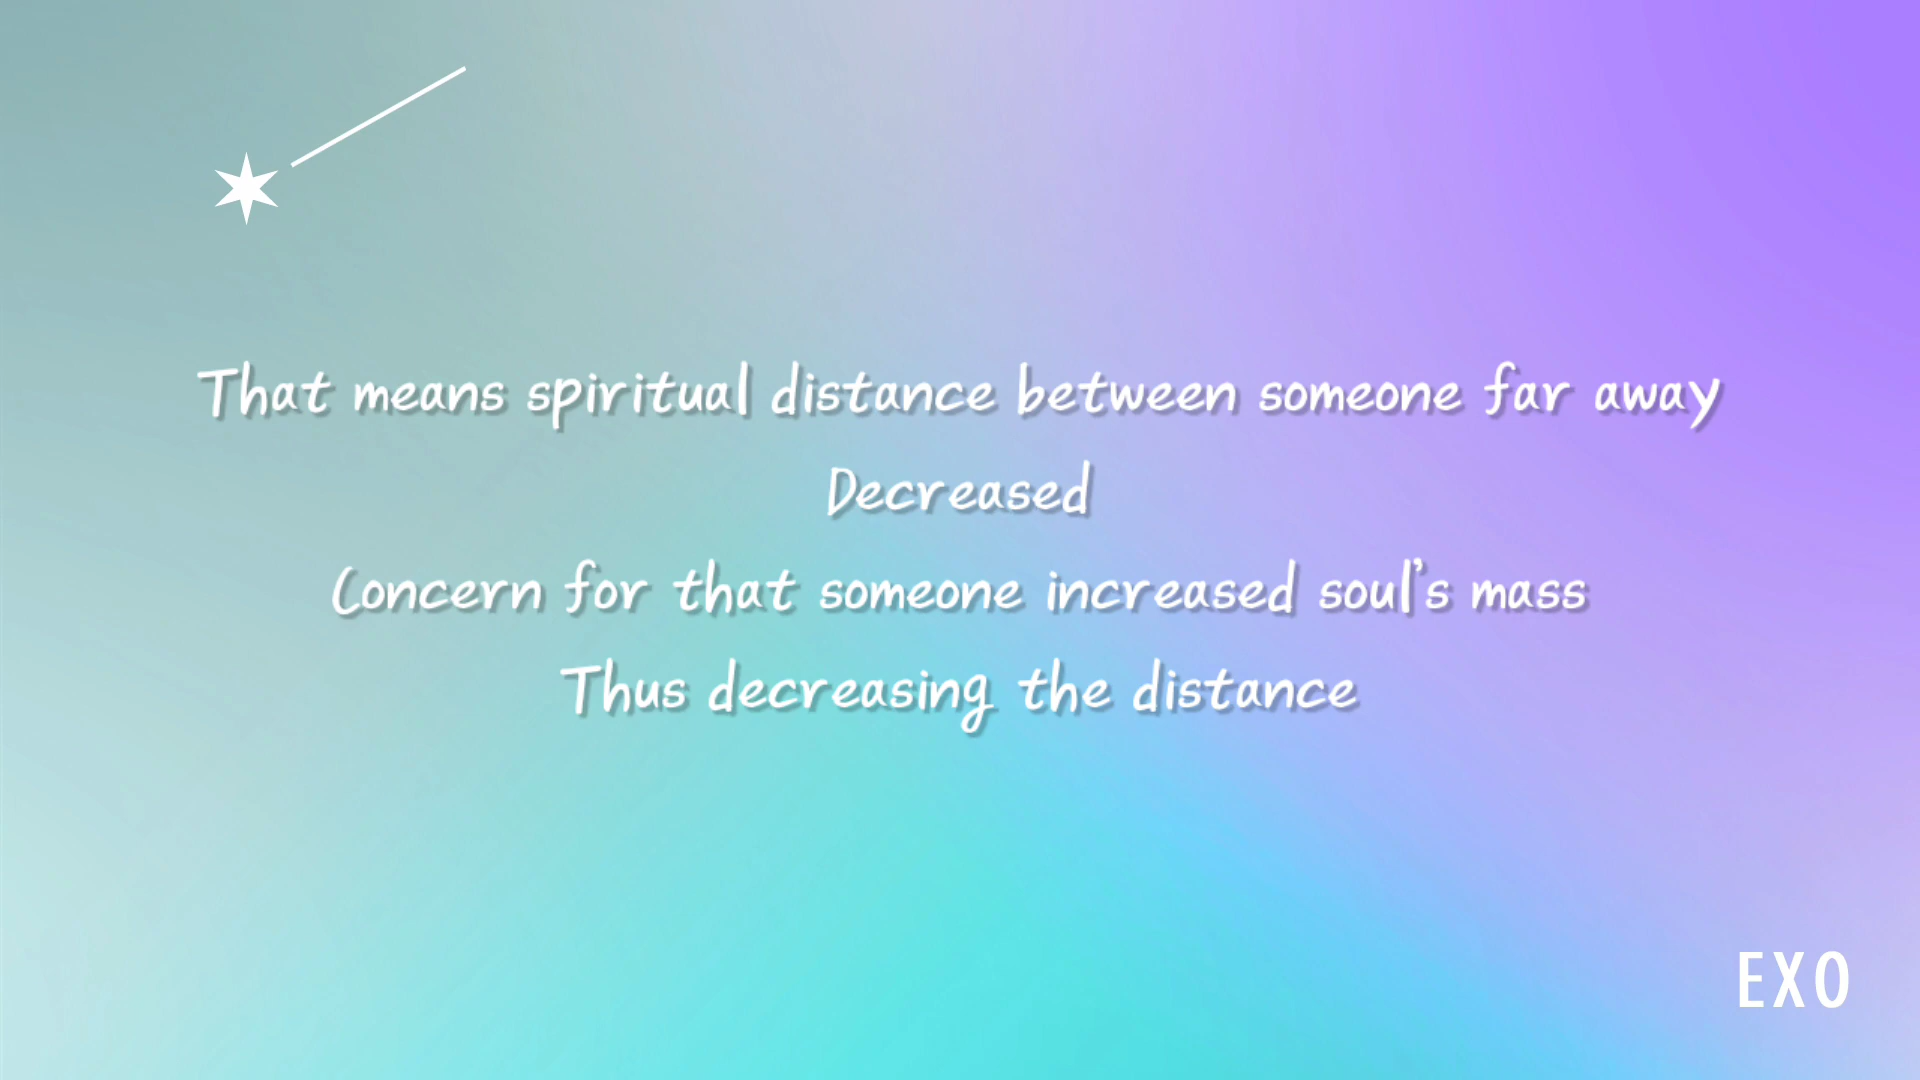 That means spiritual distance between someone far away
Decreased
Concern for that someone increased soul's mass
Thus decreasing the distance
EXO